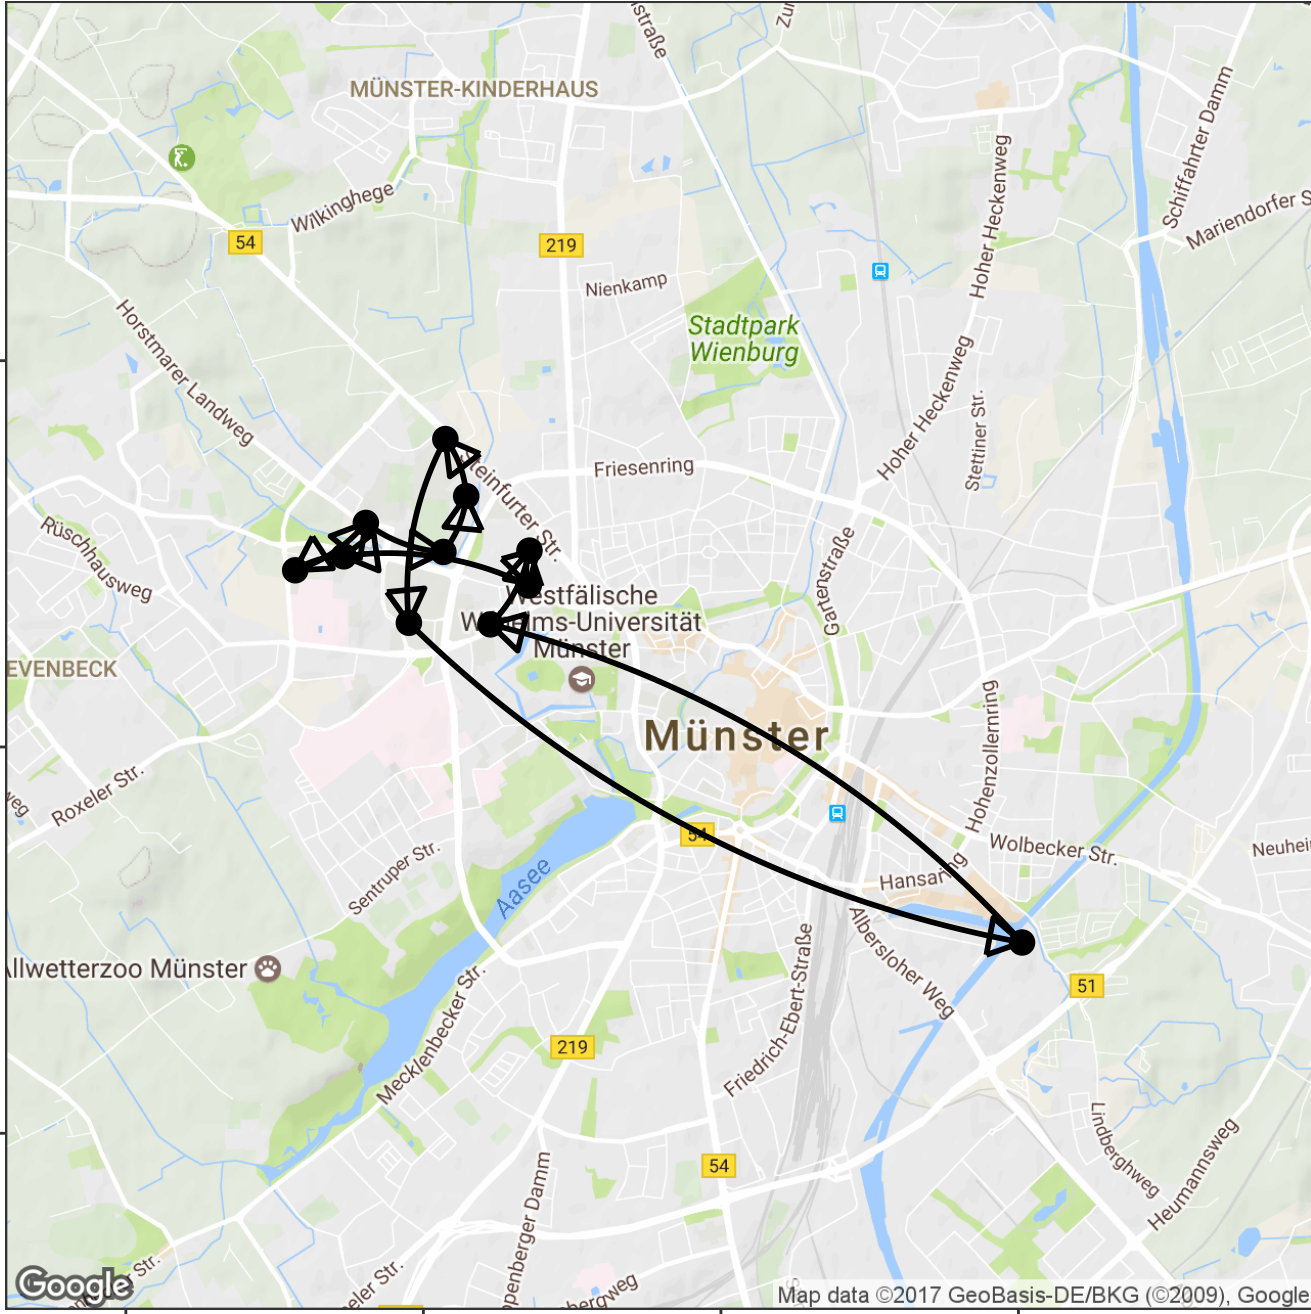 MÜNSTER-KINDERHAUS
Schiffahrter Damm
Wilkinghege
Hoher Heckenweg
54
219
Nienkamp
Horstmarer Landweg
Stadtpark
Wienburg
Hoher Heckenweg
Stettiner Str.
Friesenring
Steinfurter Str.
Rüschhausweg
Gartenstraße
Westfälische
Münster
EVENBECK
Münster
Hohenzollernring
Roxeler Str.
54
Wolbecker Str.
Sentruper Str.
Hansaring
Aasee
Albersloher Weg
Allwetterzoo Münster
51
Friedrich-Ebert-Straße
Mecklenbecker Str.
219
Lindberghweg
54
Heumannsweg
Google
Map data ©2017 GeoBasis-DE/BKG (©2009), Google